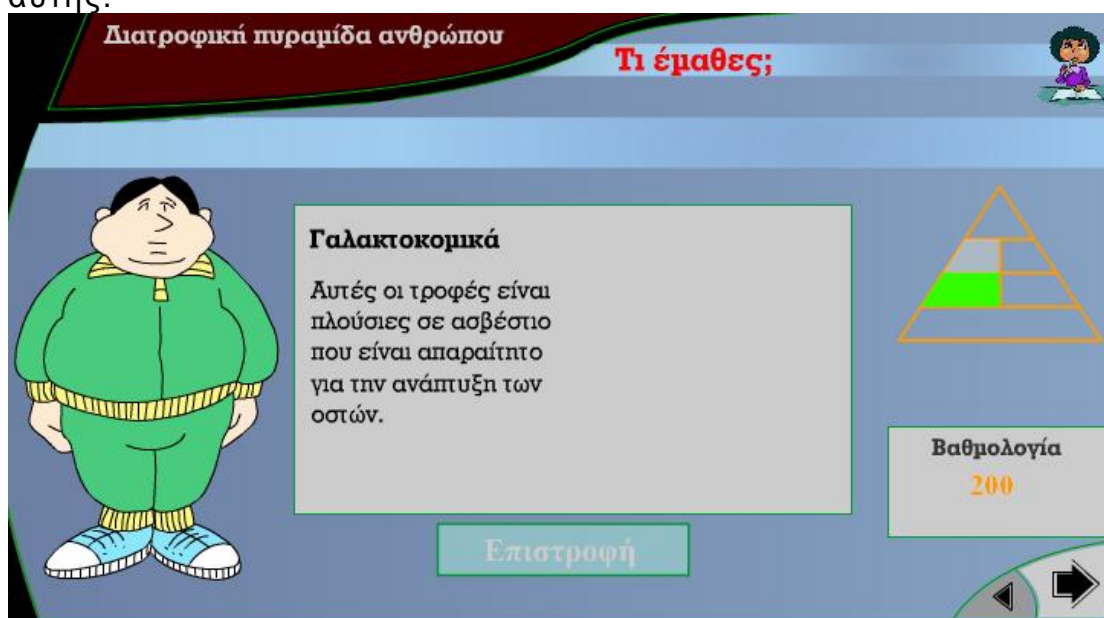 αυτής.
Διατροφική πυραμίδα ανθρώπου
Τι έμαθες;
Γαλακτοκομικά
Αυτές οι τροφές είναι
πλούσιες σε ασβέστιο
που είναι απαραίτητο
για την ανάπτυξη των
οστών.
Βαθμολογία
200
Επιστροφή